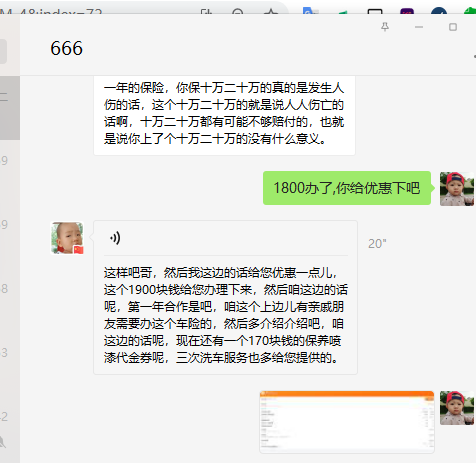 M-4&index=72
666
一年的保险，你保十万二十万的真的是发生人
伤的话，这个十万二十万的就是说人人伤亡的
话啊，十万二十万都有可能不够赔付的，也就
是说你上了个十万二十万的没有什么意义。
1800办了,你给优惠下吧
20"
这样吧哥，然后我这边的话给您优惠一点儿，
这个1900块钱给您办理下来，然后咱这边的话
呢，第一年合作是吧，咱这个上边儿有亲戚朋
友需要办这个车险的，然后多介绍介绍吧，咱
这边的话呢，现在还有一个170块钱的保养喷
漆代金券呢，三次洗车服务也多给您提供的。